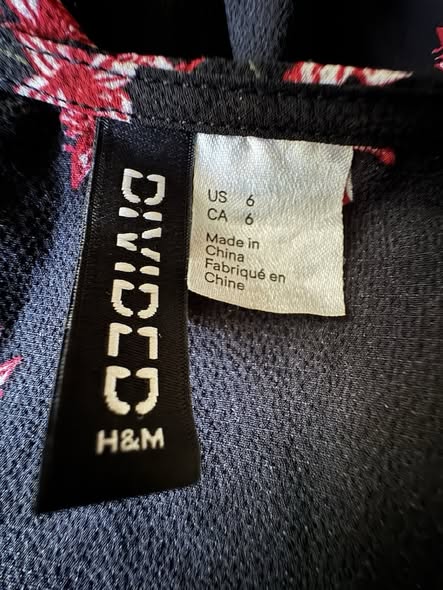 DIVIDED
H&M
US 6
CA 6
Made in
China
Fabriqué en
Chine